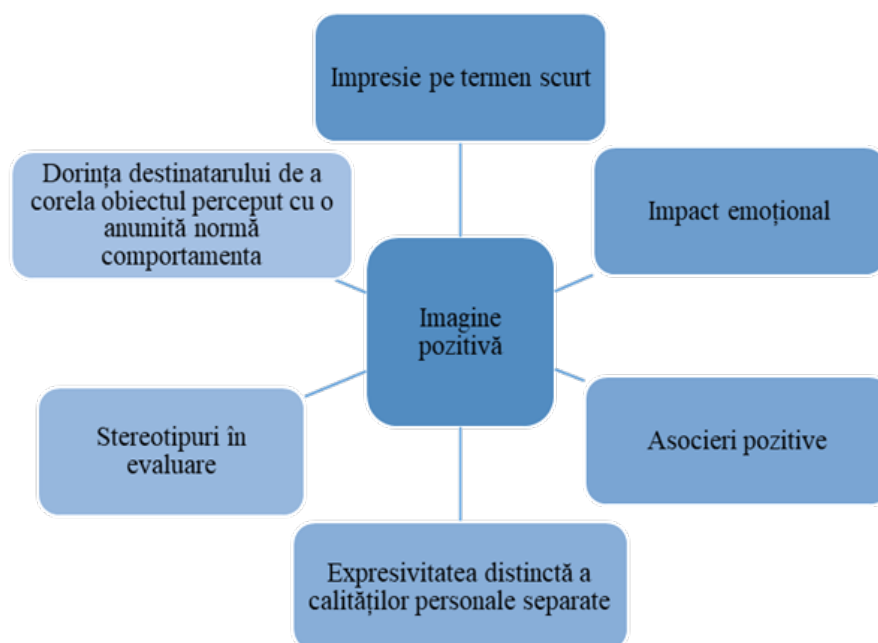 Impresie pe termen scurt
Dorința destinatarului de a
corela obiectul perceput cu o
anumită normă
comportamenta
Impact emoțional
Imagine
pozitivă
Stereotipuri în
evaluare
Asocieri pozitive
Expresivitatea distinctă a
calităților personale separate